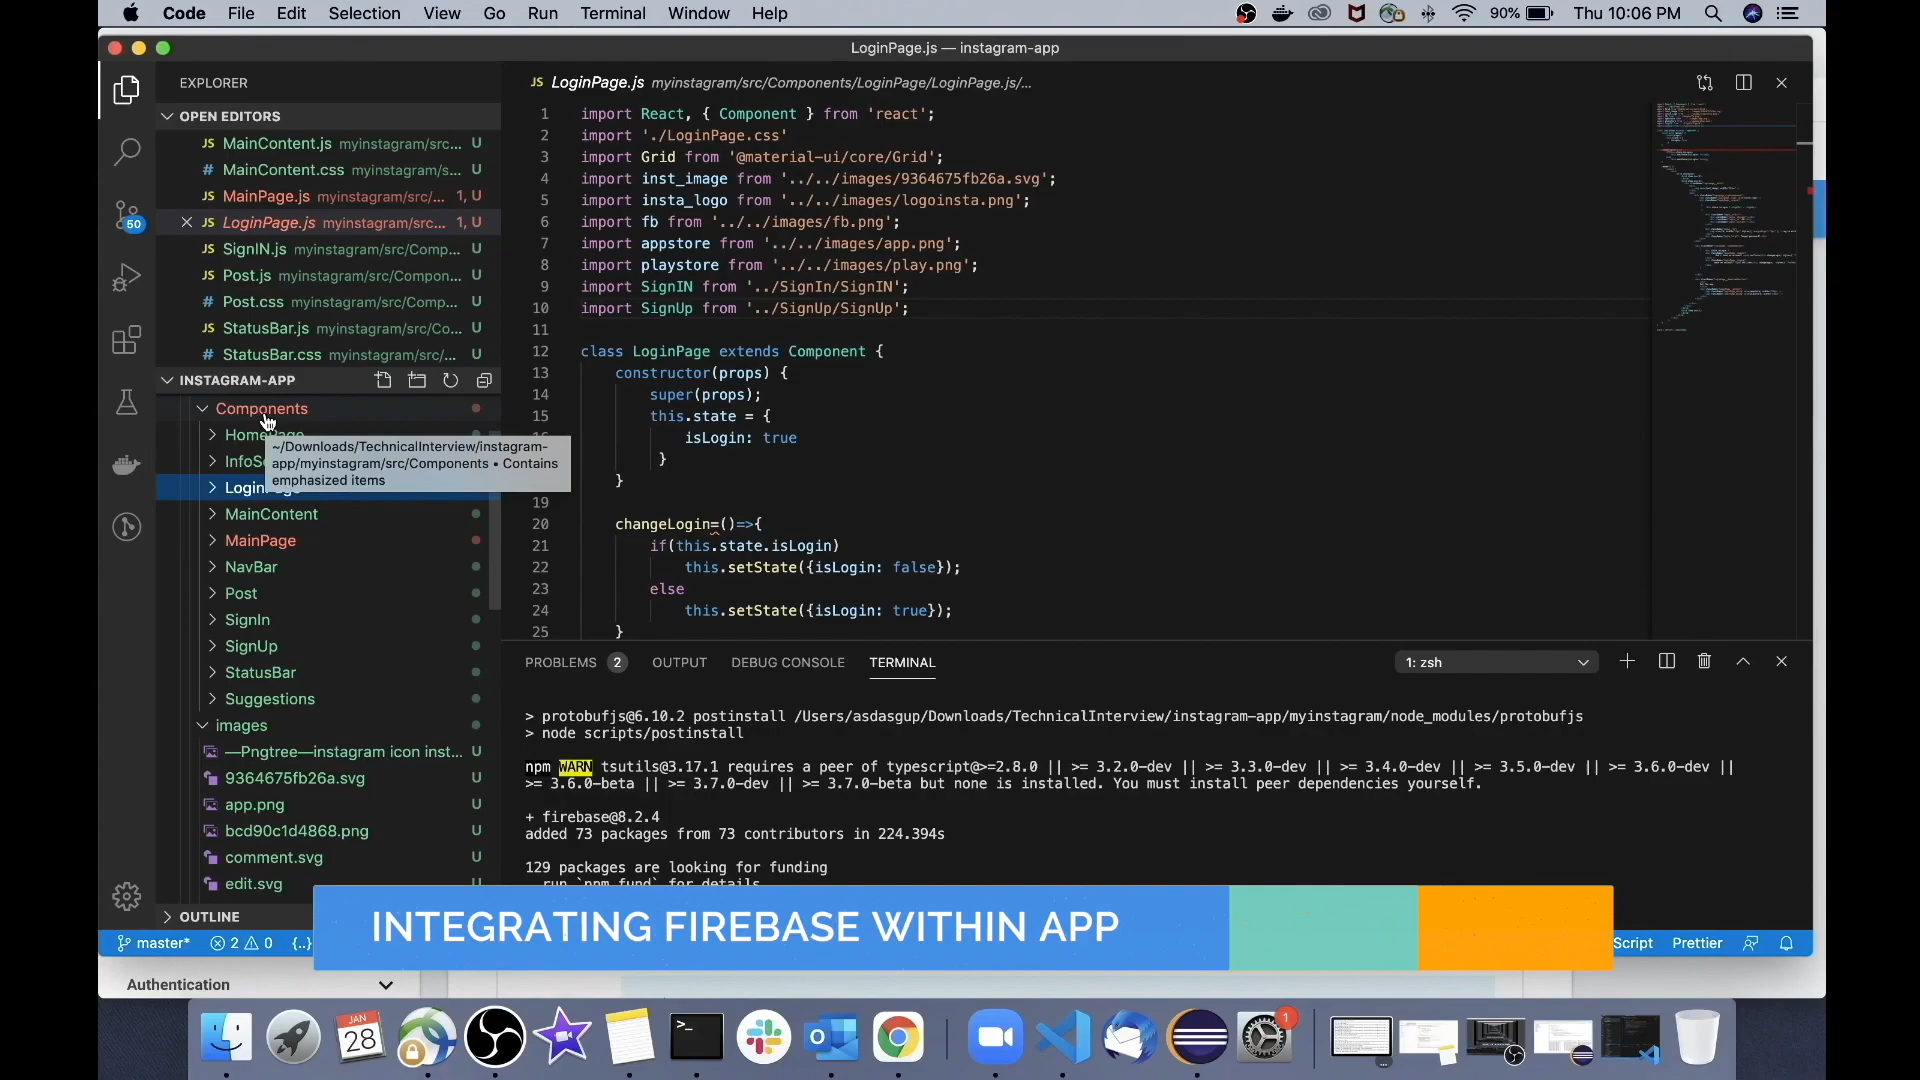 Code File Edit Selection View Go Run Terminal Window Help 90% Thu 10:06 PM
LoginPage.js — instagram-app
EXPLORER
OPEN EDITORS
MainContent.js myinstagram/src... U
MainContent.css myinstagram/s... U
MainPage.js myinstagram/src/... 1, U
LoginPage.js myinstagram/src... 1, U
SignIN.js myinstagram/src/Comp... U
Post.js myinstagram/src/Compon... U
Post.css myinstagram/src/Comp... U
StatusBar.js myinstagram/src/Co... U
StatusBar.css myinstagram/src/... U
50
INSTAGRAM-APP
Components
HomePage
~/Downloads/TechnicalInterview/instagram-
app/myinstagram/src/Components • Contains
emphasized items
MainContent
MainPage
NavBar
Post
SignIn
SignUp
StatusBar
Suggestions
images
—Pngtree—instagram icon inst... U
9364675fb26a.svg U
app.png U
bcd90c1d4868.png U
comment.svg U
edit.svg U
OUTLINE
JS LoginPage.js myinstagram/src/Components/LoginPage/LoginPage.js/...
1 import React, { Component } from 'react';
2 import './LoginPage.css'
3 import Grid from '@material-ui/core/Grid';
4 import inst_image from '../../images/9364675fb26a.svg';
5 import insta_logo from '../../images/logoinsta.png';
6 import fb from '../../images/fb.png';
7 import appstore from '../../images/app.png';
8 import playstore from '../../images/play.png';
9 import SignIN from '../SignIn/SignIN';
10 import SignUp from '../SignUp/SignUp';
11
12 class LoginPage extends Component {
13 constructor(props) {
14 super(props);
15 this.state = {
isLogin: true
}
}
19
20 changeLogin=()=>{
21 if(this.state.isLogin)
22 this.setState({isLogin: false});
23 else
24 this.setState({isLogin: true});
25 }
PROBLEMS 2 OUTPUT DEBUG CONSOLE TERMINAL 1: zsh
> protobufjs@6.10.2 postinstall /Users/asdasgup/Downloads/TechnicalInterview/instagram-app/myinstagram/node_modules/protobufjs
> node scripts/postinstall
npm WARN tsutils@3.17.1 requires a peer of typescript@>=2.8.0 || >= 3.2.0-dev || >= 3.3.0-dev || >= 3.4.0-dev || >= 3.5.0-dev || >= 3.6.0-dev ||
>= 3.6.0-beta || >= 3.7.0-dev || >= 3.7.0-beta but none is installed. You must install peer dependencies yourself.
+ firebase@8.2.4
added 73 packages from 73 contributors in 224.394s
129 packages are looking for funding
run `npm fund` for details
INTEGRATING FIREBASE WITHIN APP
master* 2 0 {..} Script Prettier
Authentication
JAN
28
1